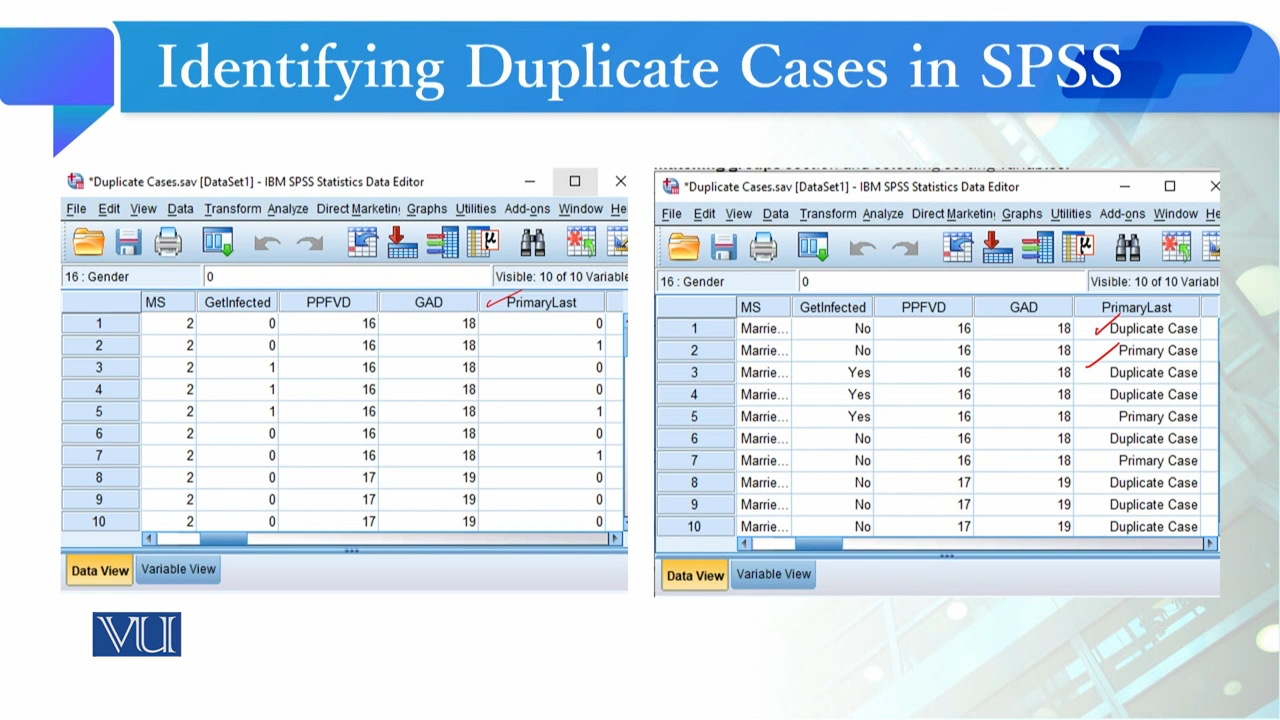 Identifying Duplicate Cases in SPSS
*Duplicate Cases.sav [DataSet1] - IBM SPSS Statistics Data Editor
File Edit View Data Transform Analyze Direct Marketing Graphs Utilities Add-ons Window He
16 : Gender 0 Visible: 10 of 10 Variable
MS GetInfected PPFVD GAD PrimaryLast
1 2 0 16 18 0
2 2 0 16 18 1
3 2 1 16 18 0
4 2 1 16 18 0
5 2 1 16 18 1
6 2 0 16 18 0
7 2 0 16 18 1
8 2 0 17 19 0
9 2 0 17 19 0
10 2 0 17 19 0
Data View Variable View
*Duplicate Cases.sav [DataSet1] - IBM SPSS Statistics Data Editor
File Edit View Data Transform Analyze Direct Marketing Graphs Utilities Add-ons Window He
16 : Gender 0 Visible: 10 of 10 Variabl
MS GetInfected PPFVD GAD PrimaryLast
1 Marrie... No 16 18 Duplicate Case
2 Marrie... No 16 18 Primary Case
3 Marrie... Yes 16 18 Duplicate Case
4 Marrie... Yes 16 18 Duplicate Case
5 Marrie... Yes 16 18 Primary Case
6 Marrie... No 16 18 Duplicate Case
7 Marrie... No 16 18 Primary Case
8 Marrie... No 17 19 Duplicate Case
9 Marrie... No 17 19 Duplicate Case
10 Marrie... No 17 19 Duplicate Case
Data View Variable View
VU